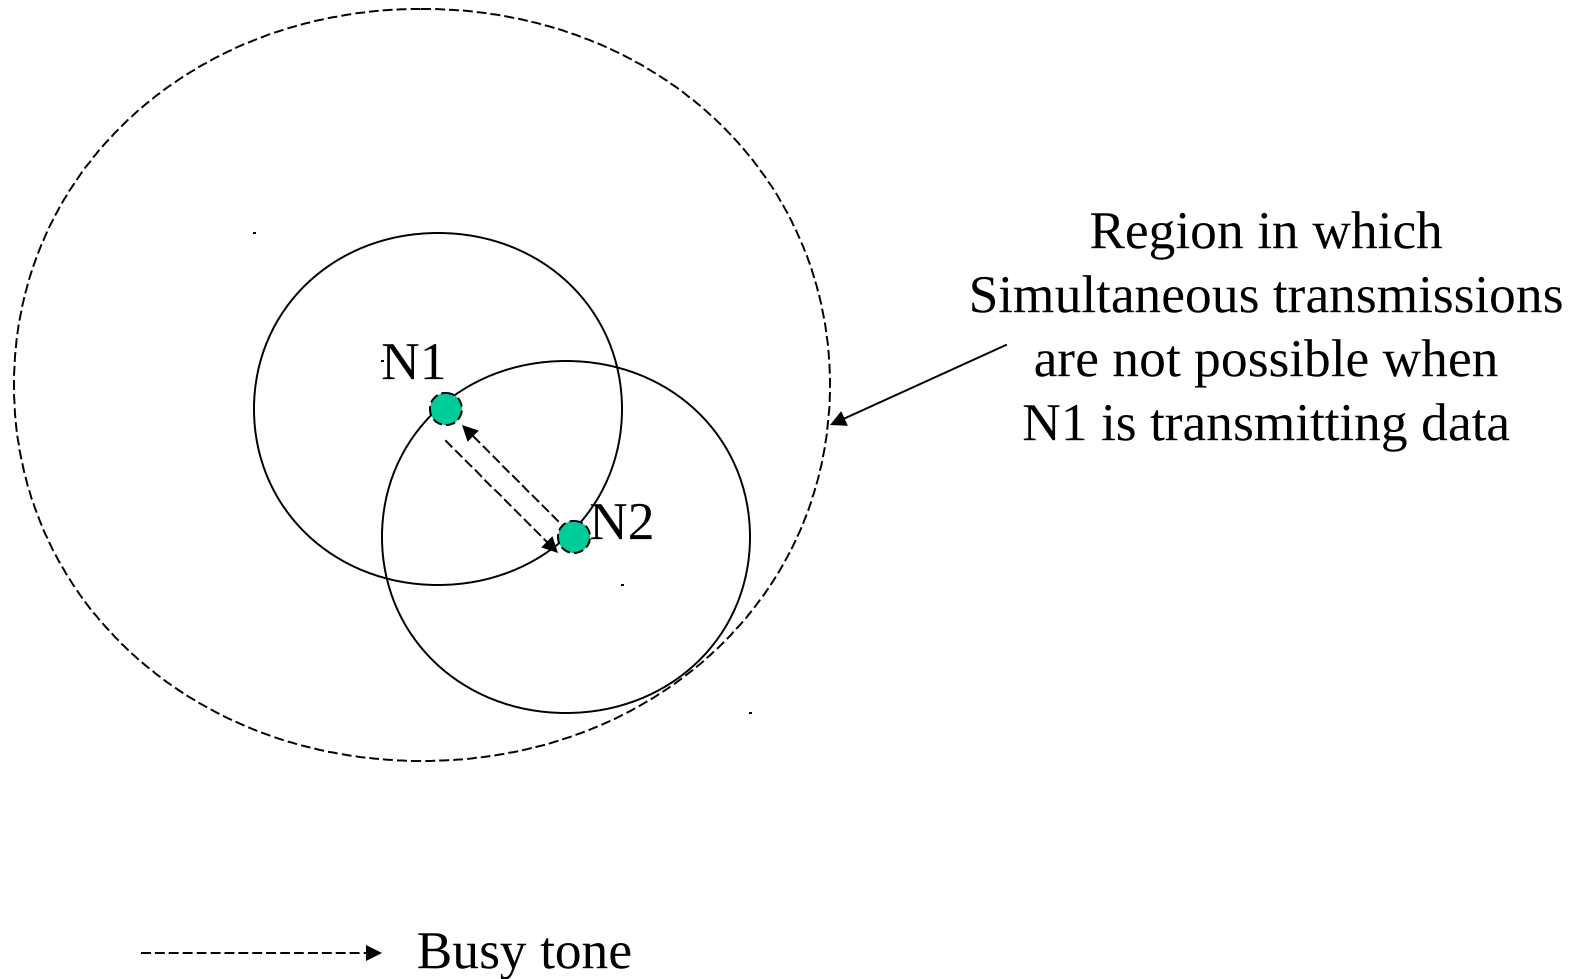 N1
N2
Region in which
Simultaneous transmissions
are not possible when
N1 is transmitting data
Busy tone